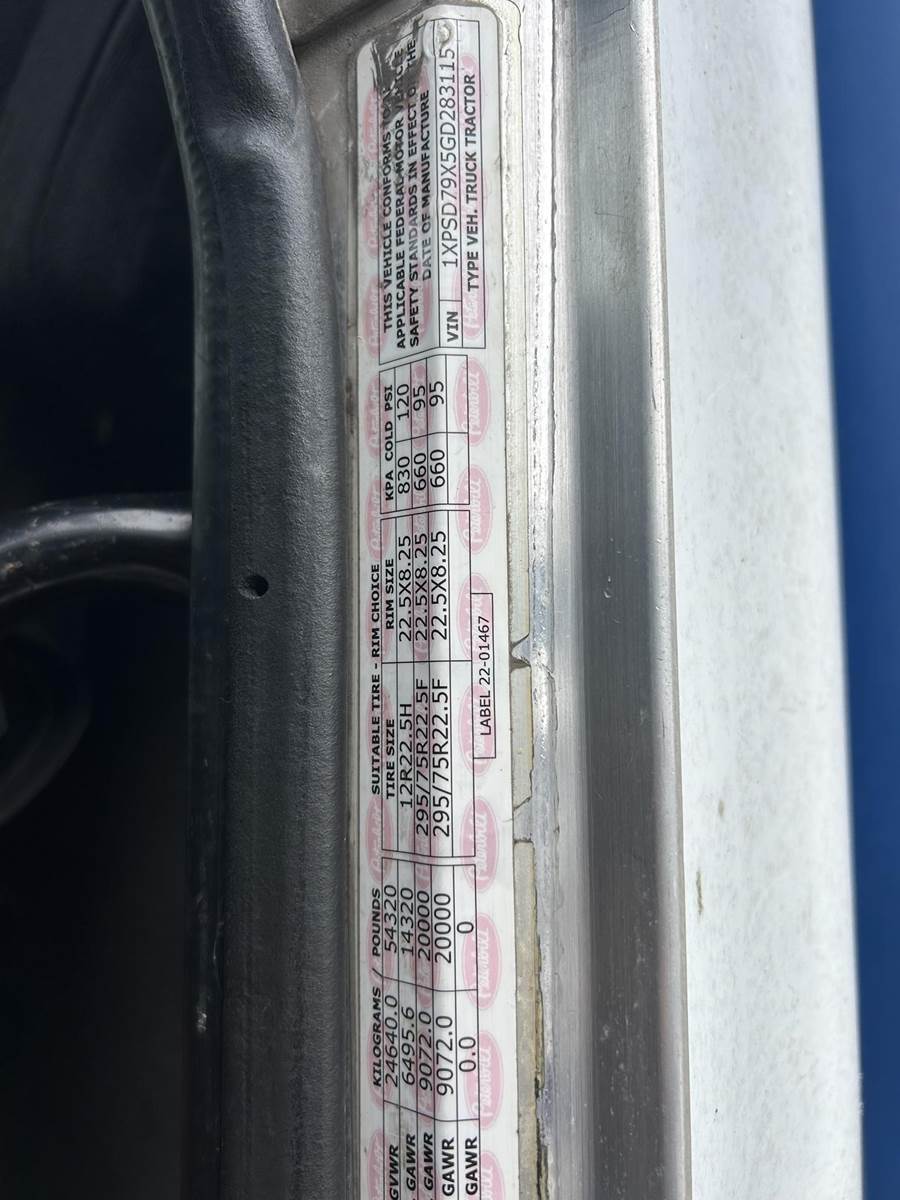 KILOGRAMS / POUNDS
GVWR 24640.0 54320
GAWR 6495.6 14320
GAWR 9072.0 20000
GAWR 9072.0 20000
GAWR 0.0 0
SUITABLE TIRE - RIM CHOICE
TIRE SIZE RIM SIZE
12R22.5H 22.5X8.25
295/75R22.5F 22.5X8.25
295/75R22.5F 22.5X8.25
LABEL 22-01467
KPA COLD PSI
830 120
660 95
660 95
THIS VEHICLE CONFORMS TO
APPLICABLE FEDERAL MOTOR VEHICLE
SAFETY STANDARDS IN EFFECT THE
DATE OF MANUFACTURE
VIN 1XPSD79X5GD283115
TYPE VEH. TRUCK TRACTOR
Peterbilt